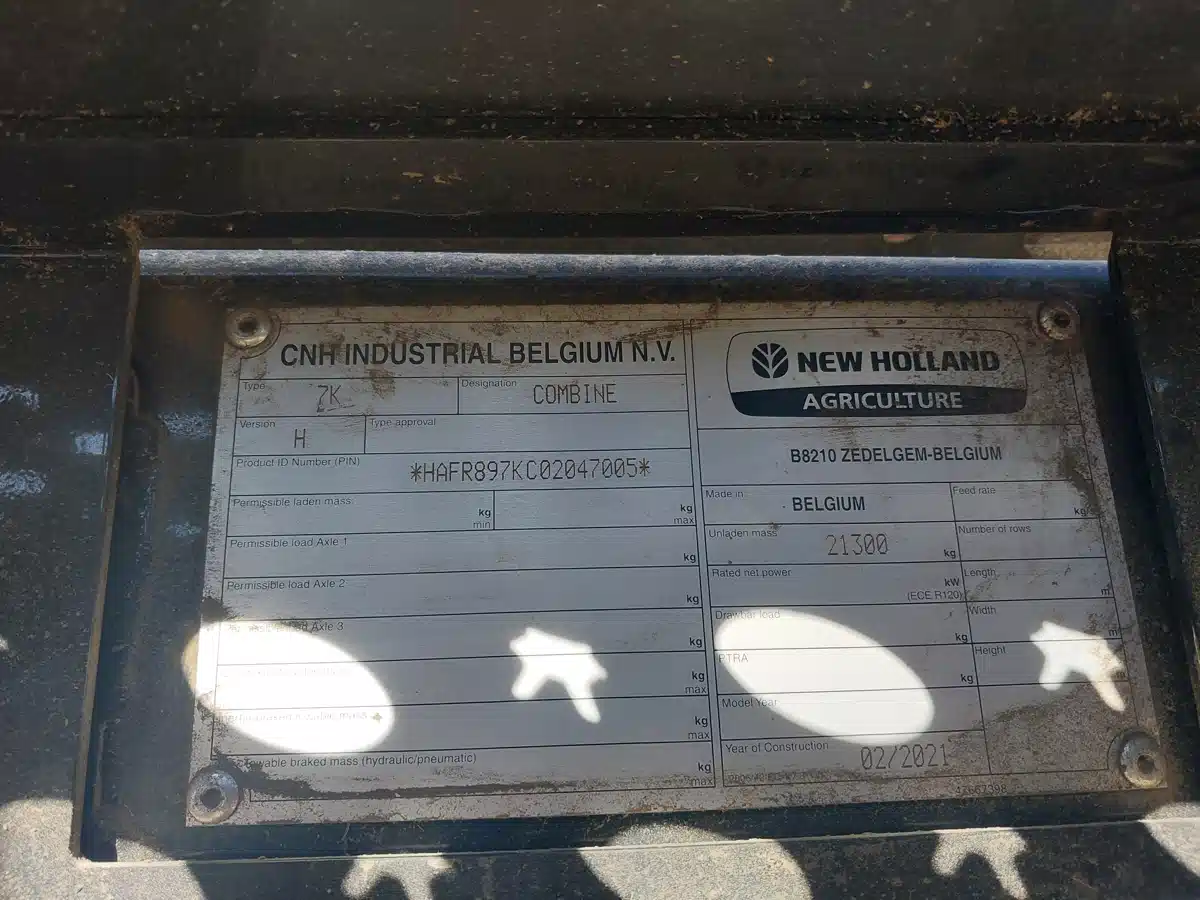 CNH INDUSTRIAL BELGIUM N.V.
Type
7K
Designation
COMBINE
Version
H
Type approval
Product ID Number (PIN)
*HAFR897KC02047005*
Permissible laden mass:
kg
min
kg
max
Permissible load Axle 1
kg
Permissible load Axle 2
kg
Axle 3
kg
kg
max
mass
kg
max
braked mass (hydraulic/pneumatic)
kg
max
NEW HOLLAND
AGRICULTURE
B8210 ZEDELGEM-BELGIUM
Made in
BELGIUM
Feed rate
kg
Unladen mass
21300
kg
Number of rows
Rated net power
kW
(ECE R120)
Length
m
Drawbar load
kg
Width
m
PTRA
kg
Height
m
Model Year
Year of Construction
02/2021
47667398